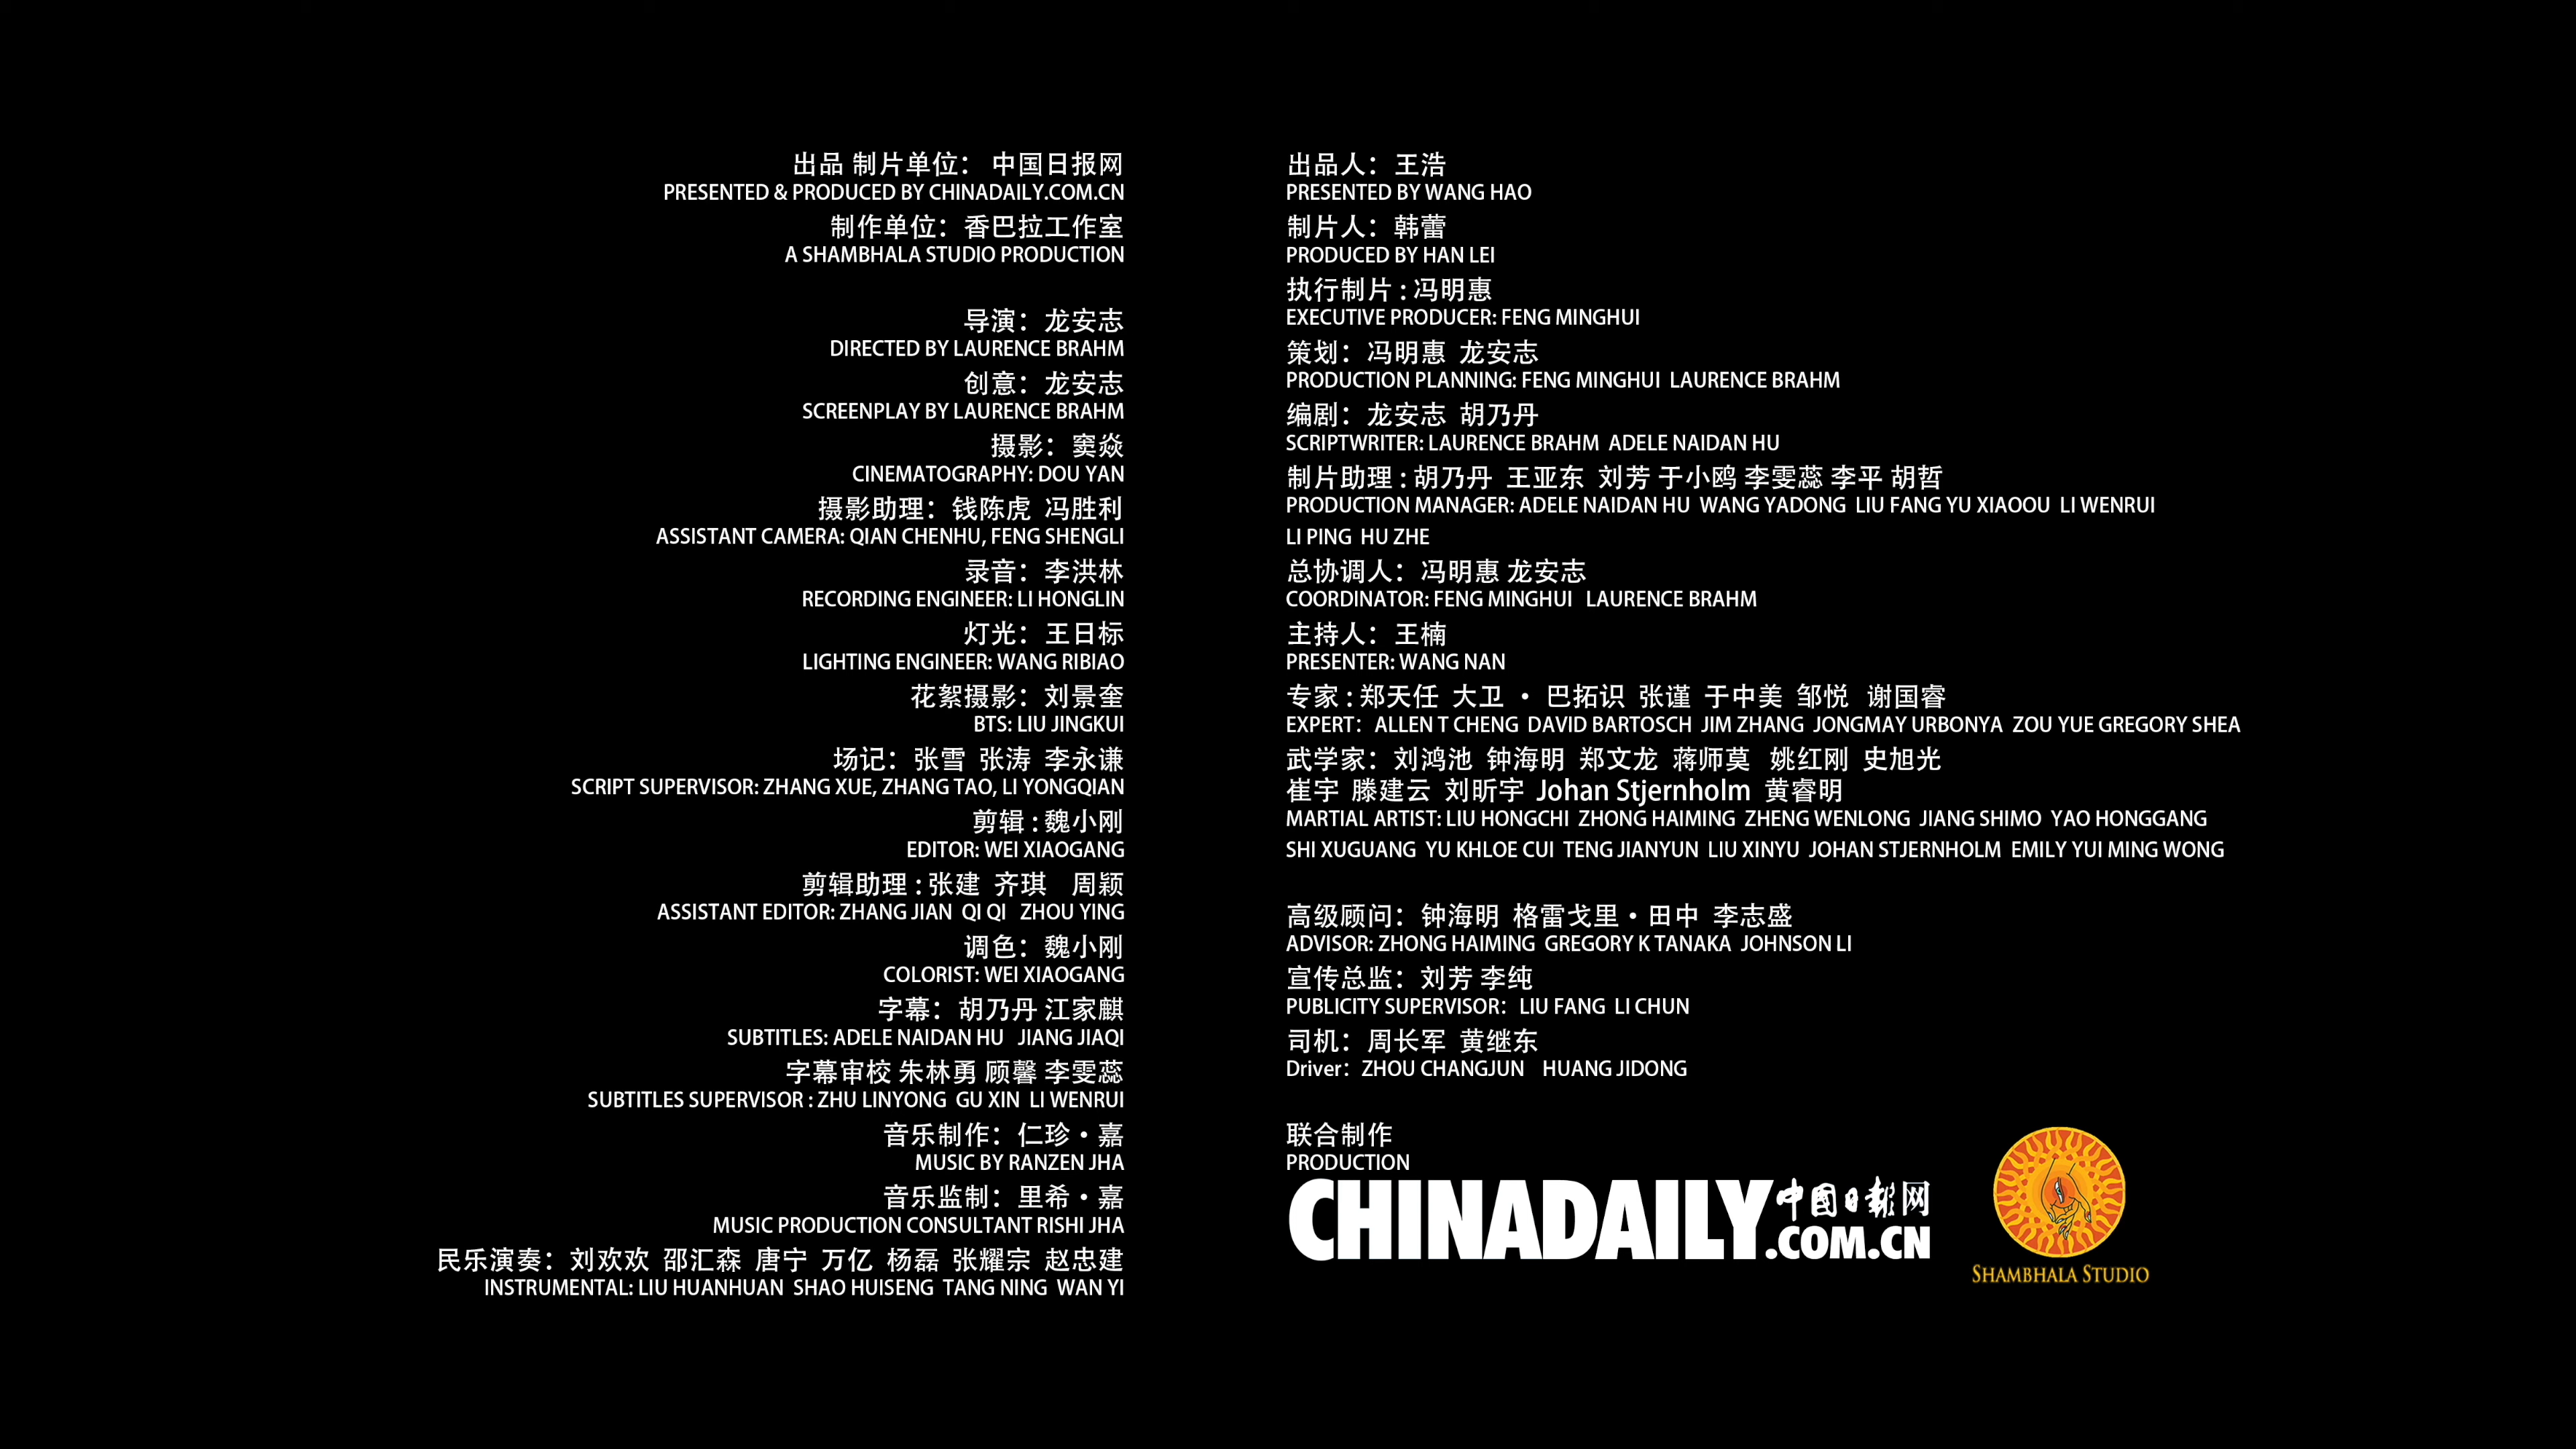 出品 制片单位： 中国日报网
PRESENTED & PRODUCED BY CHINADAILY.COM.CN
制作单位：香巴拉工作室
A SHAMBHALA STUDIO PRODUCTION
导演：龙安志
DIRECTED BY LAURENCE BRAHM
创意：龙安志
SCREENPLAY BY LAURENCE BRAHM
摄影：窦焱
CINEMATOGRAPHY: DOU YAN
摄影助理：钱陈虎 冯胜利
ASSISTANT CAMERA: QIAN CHENHU, FENG SHENGLI
录音：李洪林
RECORDING ENGINEER: LI HONGLIN
灯光：王日标
LIGHTING ENGINEER: WANG RIBIAO
花絮摄影：刘景奎
BTS: LIU JINGKUI
场记：张雪 张涛 李永谦
SCRIPT SUPERVISOR: ZHANG XUE, ZHANG TAO, LI YONGQIAN
剪辑 : 魏小刚
EDITOR: WEI XIAOGANG
剪辑助理 : 张建 齐琪 周颖
ASSISTANT EDITOR: ZHANG JIAN QI QI ZHOU YING
调色：魏小刚
COLORIST: WEI XIAOGANG
字幕：胡乃丹 江家麒
SUBTITLES: ADELE NAIDAN HU JIANG JIAQI
字幕审校 朱林勇 顾馨 李雯蕊
SUBTITLES SUPERVISOR : ZHU LINYONG GU XIN LI WENRUI
音乐制作：仁珍·嘉
MUSIC BY RANZEN JHA
音乐监制：里希·嘉
MUSIC PRODUCTION CONSULTANT RISHI JHA
民乐演奏：刘欢欢 邵汇森 唐宁 万亿 杨磊 张耀宗 赵忠建
INSTRUMENTAL: LIU HUANHUAN SHAO HUISENG TANG NING WAN YI
出品人：王浩
PRESENTED BY WANG HAO
制片人：韩蕾
PRODUCED BY HAN LEI
执行制片 : 冯明惠
EXECUTIVE PRODUCER: FENG MINGHUI
策划：冯明惠 龙安志
PRODUCTION PLANNING: FENG MINGHUI LAURENCE BRAHM
编剧：龙安志 胡乃丹
SCRIPTWRITER: LAURENCE BRAHM ADELE NAIDAN HU
制片助理 : 胡乃丹 王亚东 刘芳 于小鸥 李雯蕊 李平 胡哲
PRODUCTION MANAGER: ADELE NAIDAN HU WANG YADONG LIU FANG YU XIAOOU LI WENRUI
LI PING HU ZHE
总协调人：冯明惠 龙安志
COORDINATOR: FENG MINGHUI LAURENCE BRAHM
主持人：王楠
PRESENTER: WANG NAN
专家 : 郑天任 大卫 · 巴拓识 张谨 于中美 邹悦 谢国睿
EXPERT：ALLEN T CHENG DAVID BARTOSCH JIM ZHANG JONGMAY URBONYA ZOU YUE GREGORY SHEA
武学家：刘鸿池 钟海明 郑文龙 蒋师莫 姚红刚 史旭光
崔宇 滕建云 刘昕宇 Johan Stjernholm 黄睿明
MARTIAL ARTIST: LIU HONGCHI ZHONG HAIMING ZHENG WENLONG JIANG SHIMO YAO HONGGANG
SHI XUGUANG YU KHLOE CUI TENG JIANYUN LIU XINYU JOHAN STJERNHOLM EMILY YUI MING WONG
高级顾问：钟海明 格雷戈里·田中 李志盛
ADVISOR: ZHONG HAIMING GREGORY K TANAKA JOHNSON LI
宣传总监：刘芳 李纯
PUBLICITY SUPERVISOR：LIU FANG LI CHUN
司机：周长军 黄继东
Driver：ZHOU CHANGJUN HUANG JIDONG
联合制作
PRODUCTION
CHINADAILY 中國日報网
.COM.CN
SHAMBHALA STUDIO